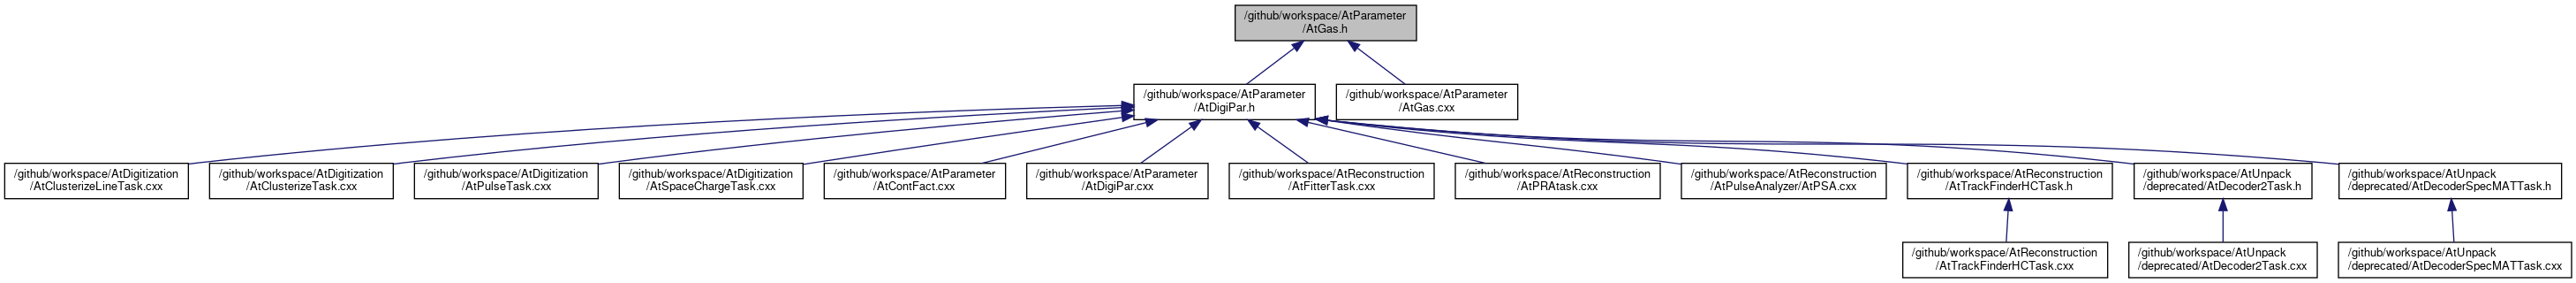 /github/workspace/AtParameter
/AtGas.h
/github/workspace/AtParameter
/AtDigiPar.h
/github/workspace/AtParameter
/AtGas.cxx
/github/workspace/AtDigitization
/AtClusterizeLineTask.cxx
/github/workspace/AtDigitization
/AtClusterizeTask.cxx
/github/workspace/AtDigitization
/AtPulseTask.cxx
/github/workspace/AtDigitization
/AtSpaceChargeTask.cxx
/github/workspace/AtParameter
/AtContFact.cxx
/github/workspace/AtParameter
/AtDigiPar.cxx
/github/workspace/AtReconstruction
/AtFitterTask.cxx
/github/workspace/AtReconstruction
/AtPRAtask.cxx
/github/workspace/AtReconstruction
/AtPulseAnalyzer/AtPSA.cxx
/github/workspace/AtReconstruction
/AtTrackFinderHCTask.h
/github/workspace/AtUnpack
/deprecated/AtDecoder2Task.h
/github/workspace/AtUnpack
/deprecated/AtDecoderSpecMATTask.h
/github/workspace/AtReconstruction
/AtTrackFinderHCTask.cxx
/github/workspace/AtUnpack
/deprecated/AtDecoder2Task.cxx
/github/workspace/AtUnpack
/deprecated/AtDecoderSpecMATTask.cxx